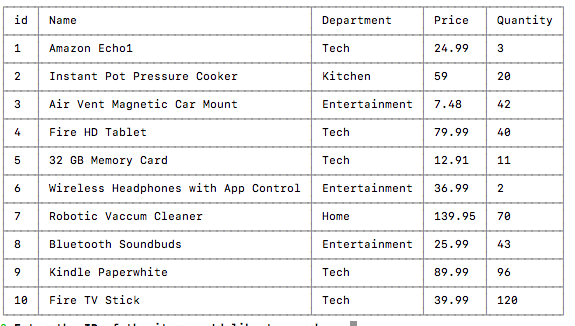 id Name Department Price Quantity
1 Amazon Echo1 Tech 24.99 3
2 Instant Pot Pressure Cooker Kitchen 59 20
3 Air Vent Magnetic Car Mount Entertainment 7.48 42
4 Fire HD Tablet Tech 79.99 40
5 32 GB Memory Card Tech 12.91 11
6 Wireless Headphones with App Control Entertainment 36.99 2
7 Robotic Vaccum Cleaner Home 139.95 70
8 Bluetooth Soundbuds Entertainment 25.99 43
9 Kindle Paperwhite Tech 89.99 96
10 Fire TV Stick Tech 39.99 120